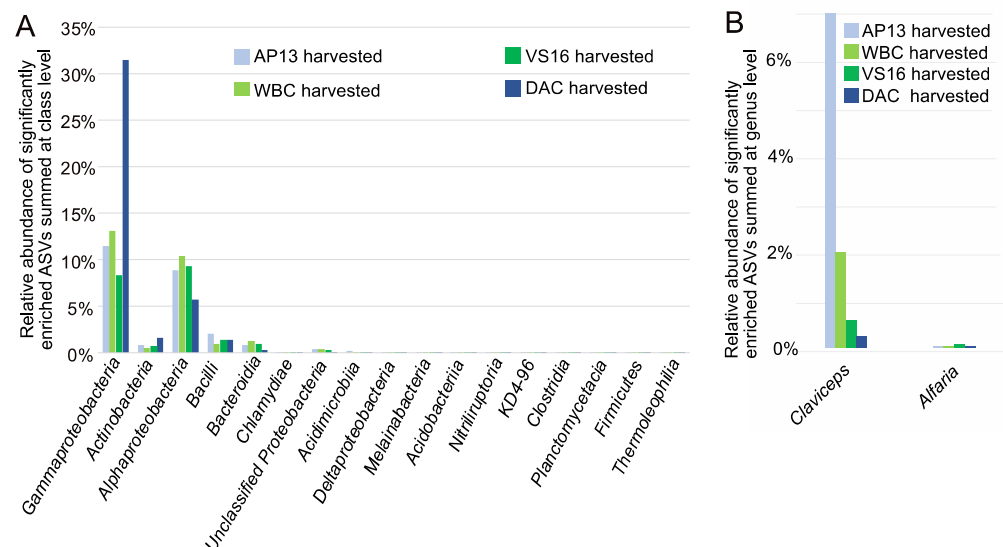 A
Relative abundance of significantly
enriched ASVs summed at class level
35%
30%
25%
20%
15%
10%
5%
0%
AP13 harvested
WBC harvested
VS16 harvested
DAC harvested
Gammaproteobacteria
Actinobacteria
Alphaproteobacteria
Bacilli
Bacteroidia
Chlamydiae
Unclassified Proteobacteria
Acidimicrobiia
Deltaproteobacteria
Melainabacteria
Acidobacteriia
Nitriliruptoria
KD4-96
Clostridia
Planctomycetacia
Firmicutes
Thermoleophilia
B
Relative abundance of significantly
enriched ASVs summed at genus level
6%
4%
2%
0%
AP13 harvested
WBC harvested
VS16 harvested
DAC harvested
Claviceps
Alfaria